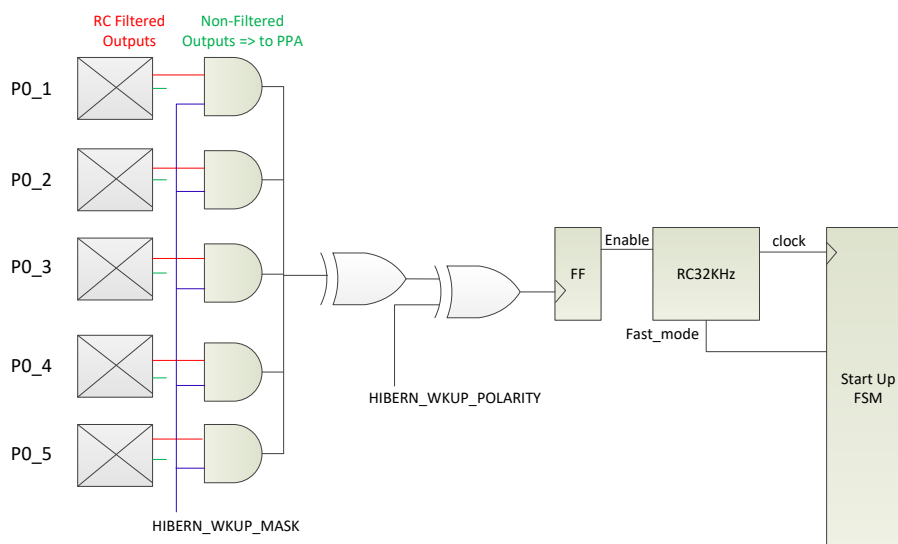 RC Filtered
Outputs
Non-Filtered
Outputs => to PPA
P0_1
P0_2
P0_3
P0_4
P0_5
HIBERN_WKUP_MASK
HIBERN_WKUP_POLARITY
FF
Enable
RC32KHz
clock
Fast_mode
Start Up
FSM